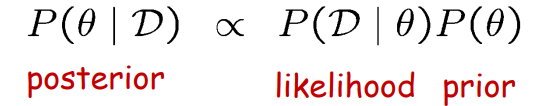 P(θ | 𝒟) ∝ P(𝒟 | θ)P(θ)
posterior likelihood prior